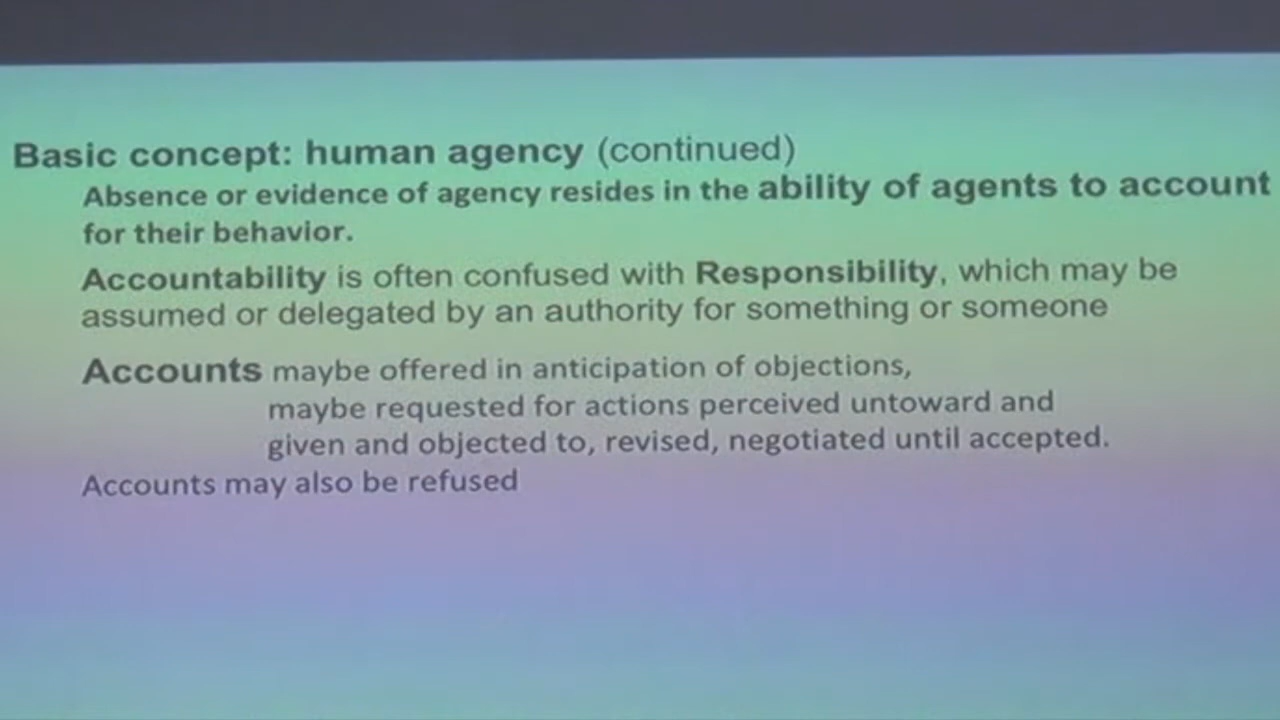 Basic concept: human agency (continued)
Absence or evidence of agency resides in the ability of agents to account
for their behavior.
Accountability is often confused with Responsibility, which may be
assumed or delegated by an authority for something or someone
Accounts maybe offered in anticipation of objections,
maybe requested for actions perceived untoward and
given and objected to, revised, negotiated until accepted.
Accounts may also be refused